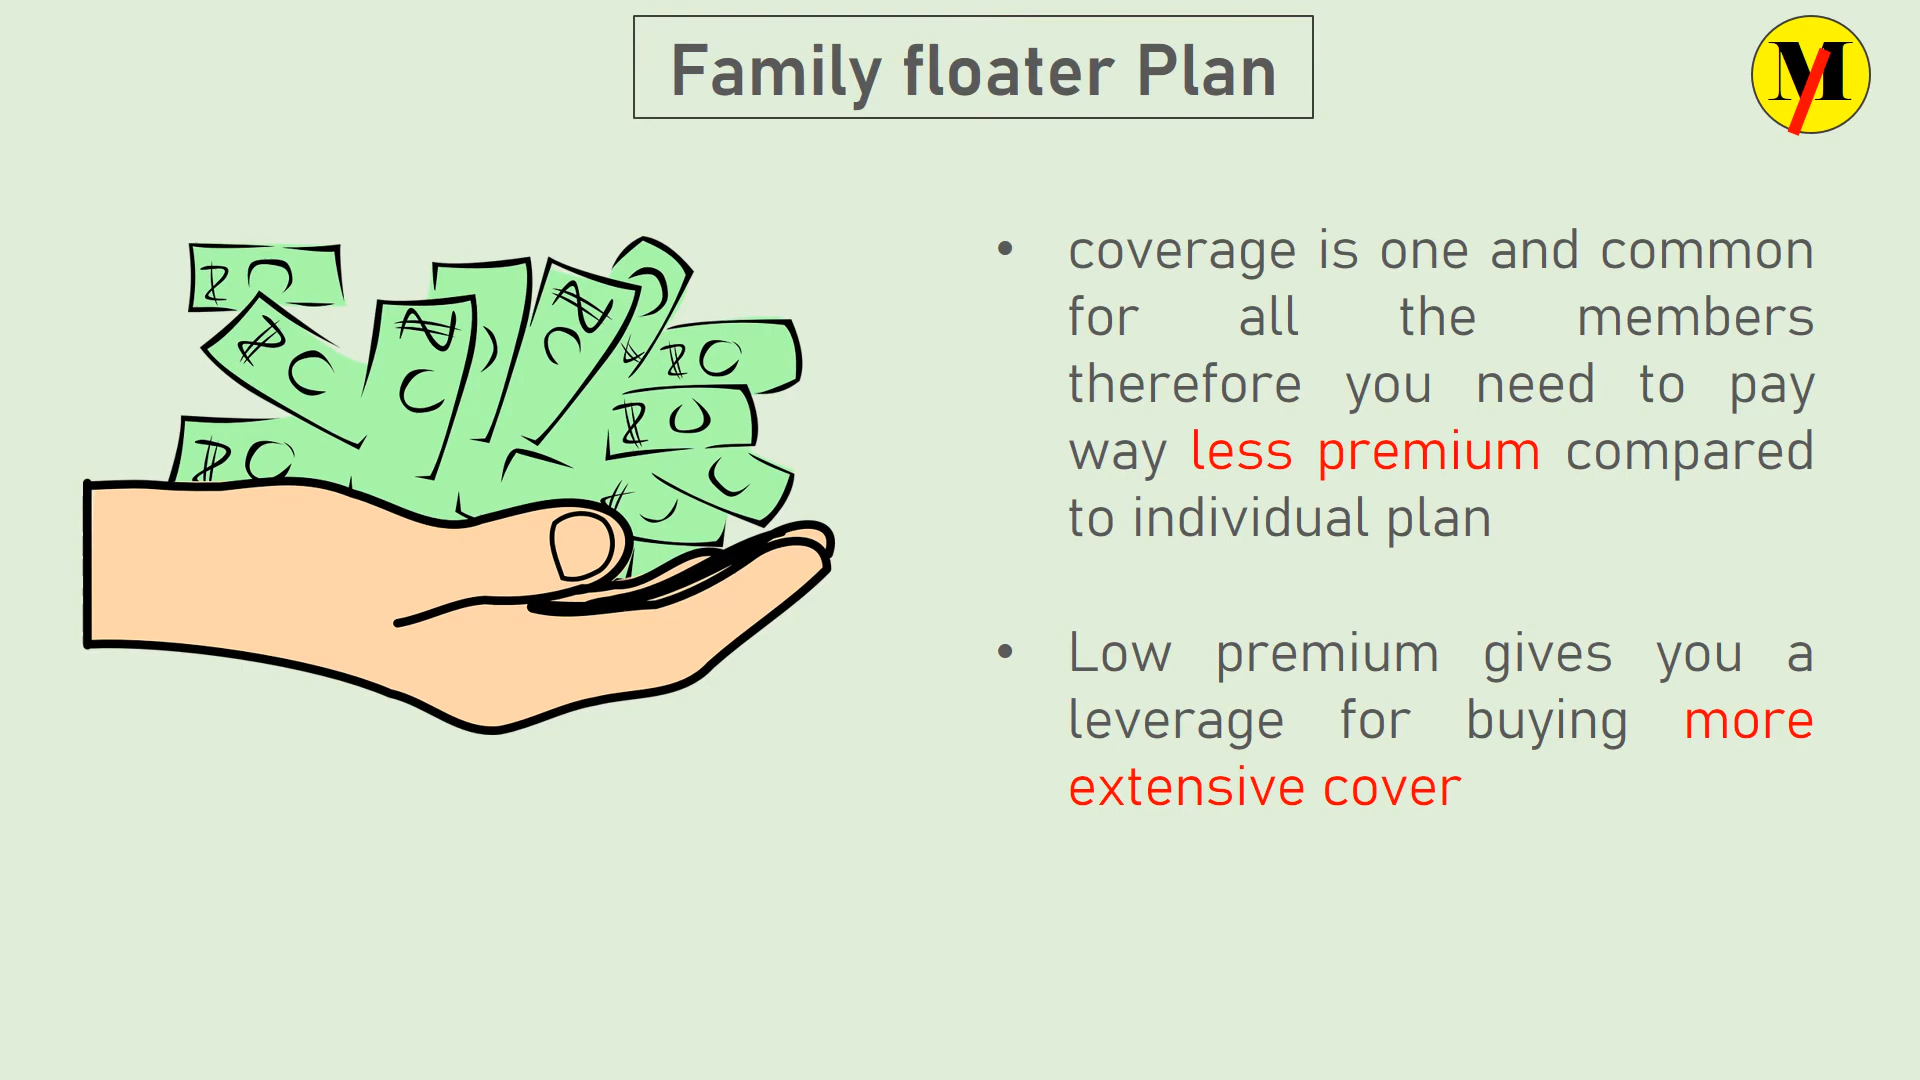 Family floater Plan
M
• coverage is one and common
for all the members
therefore you need to pay
way less premium compared
to individual plan
• Low premium gives you a
leverage for buying more
extensive cover